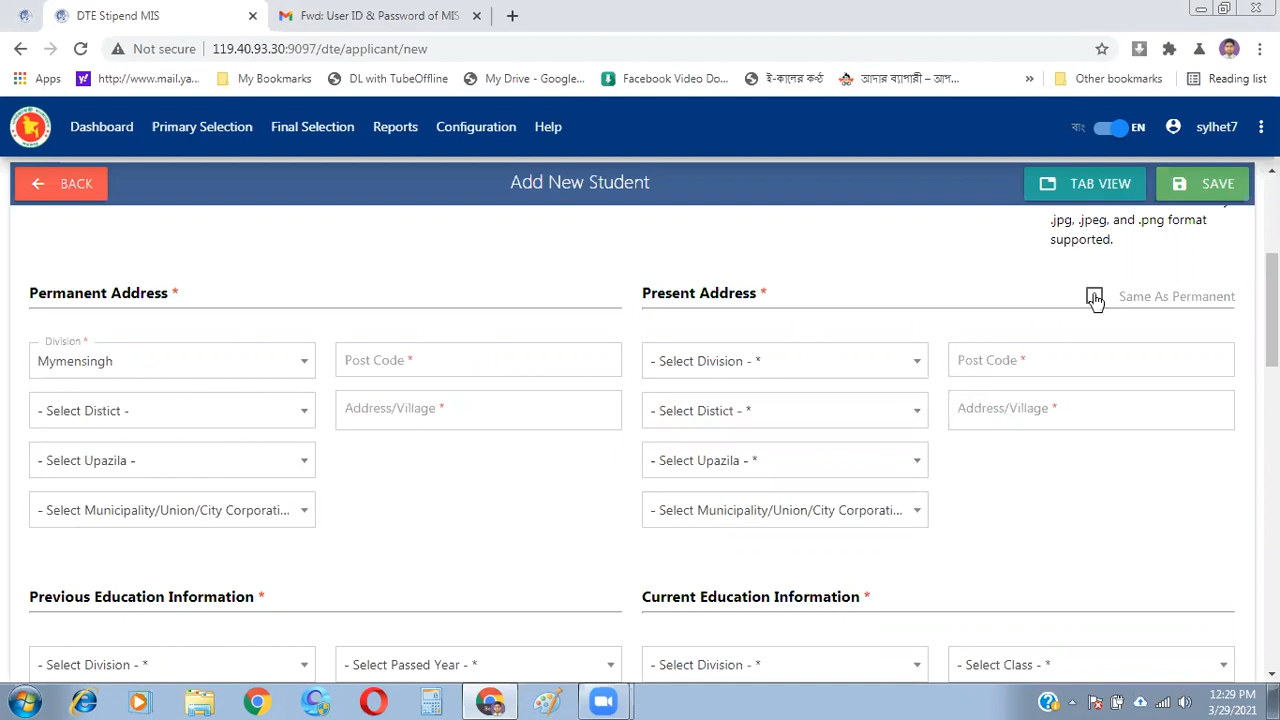 DTE Stipend MIS
Fwd: User ID & Password of MIS
Not secure 119.40.93.30:9097/dte/applicant/new
Apps http://www.mail.ya... My Bookmarks DL with TubeOffline My Drive - Google... Facebook Video Do... ই-কালের কণ্ঠ আদার ব্যাপারী – আপ... » Other bookmarks Reading list
Dashboard Primary Selection Final Selection Reports Configuration Help বাং EN sylhet7
BACK Add New Student TAB VIEW SAVE
.jpg, .jpeg, and .png format
supported.
Permanent Address * Present Address * Same As Permanent
Division *
Mymensingh Post Code * - Select Division - * Post Code *
- Select Distict - Address/Village * - Select Distict - * Address/Village *
- Select Upazila - - Select Upazila - *
- Select Municipality/Union/City Corporati... - Select Municipality/Union/City Corporati...
Previous Education Information * Current Education Information *
- Select Division - * - Select Passed Year - * - Select Division - * - Select Class - *
12:29 PM
3/29/2021